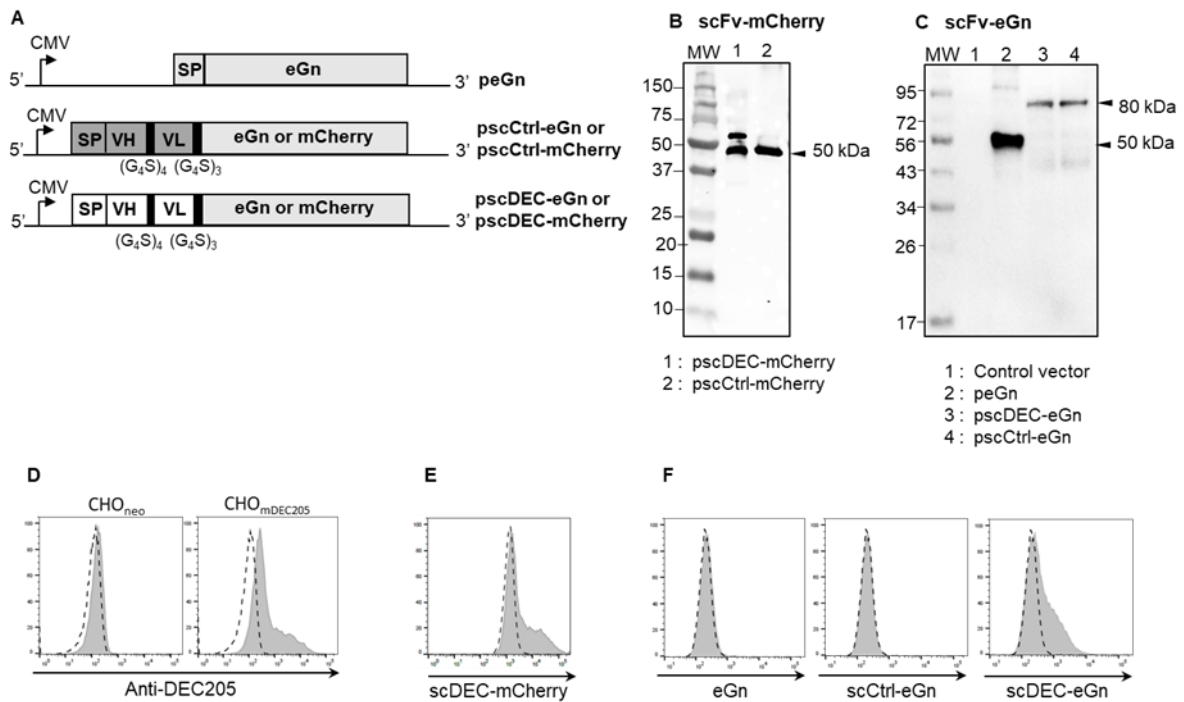 A
CMV
5' SP eGn 3' peGn
CMV
5' SP VH VL eGn or mCherry 3' pscCtrl-eGn or pscCtrl-mCherry
(G4S)4 (G4S)3
CMV
5' SP VH VL eGn or mCherry 3' pscDEC-eGn or pscDEC-mCherry
(G4S)4 (G4S)3
B scFv-mCherry
MW 1 2
150
75
50
37
25
20
15
10
50 kDa
1 : pscDEC-mCherry
2 : pscCtrl-mCherry
C scFv-eGn
MW 1 2 3 4
95
72
56
43
34
26
17
80 kDa
50 kDa
1 : Control vector
2 : peGn
3 : pscDEC-eGn
4 : pscCtrl-eGn
D
CHOneo CHOmDEC205
Anti-DEC205
E
scDEC-mCherry
F
eGn scCtrl-eGn scDEC-eGn